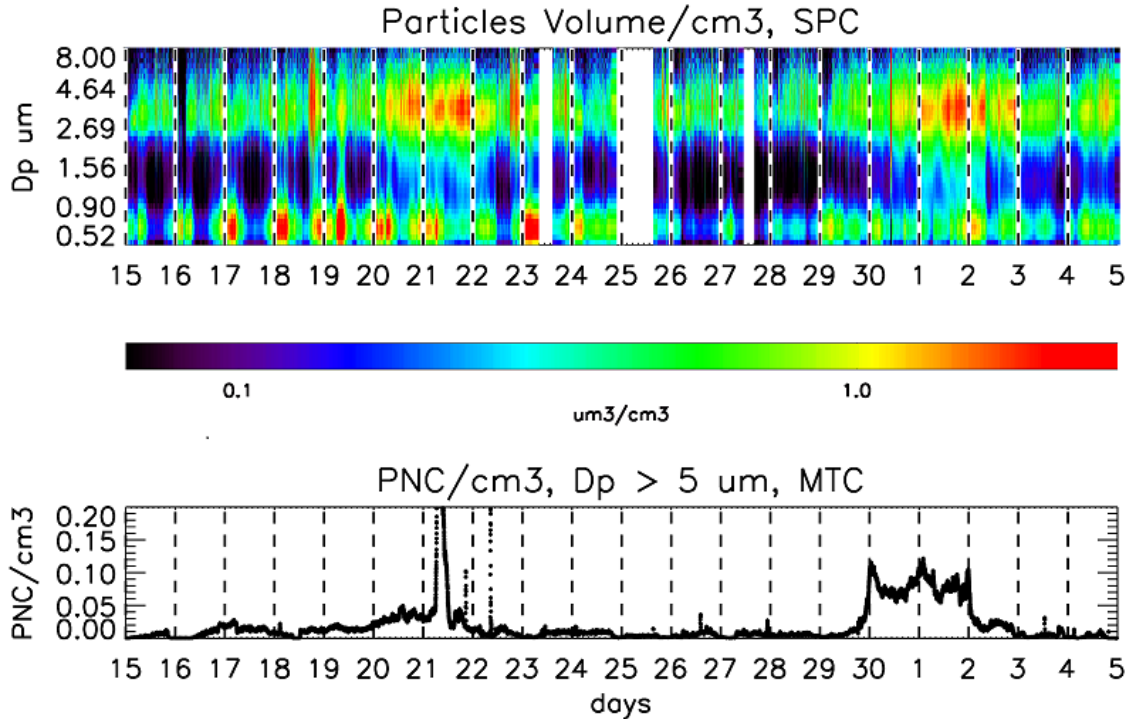 Particles Volume/cm3, SPC
8.00
4.64
2.69
1.56
0.90
0.52
Dp um
15 16 17 18 19 20 21 22 23 24 25 26 27 28 29 30 1 2 3 4 5
0.1 1.0
um3/cm3
PNC/cm3, Dp > 5 um, MTC
0.20
0.15
0.10
0.05
0.00
PNC/cm3
15 16 17 18 19 20 21 22 23 24 25 26 27 28 29 30 1 2 3 4 5
days